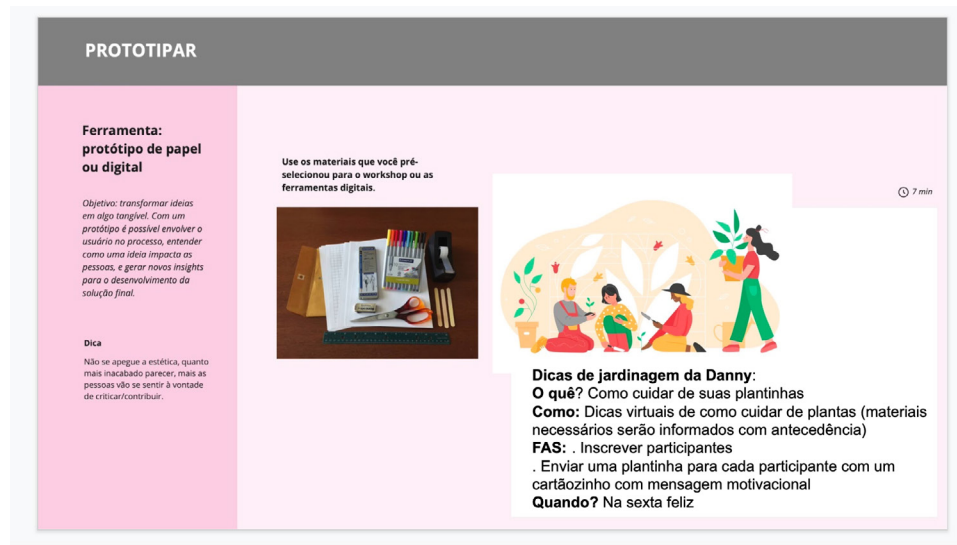 PROTOTIPAR
Ferramenta:
protótipo de papel
ou digital
Objetivo: transformar ideias
em algo tangível. Com um
protótipo é possível envolver o
usuário no processo, entender
como uma ideia impacta as
pessoas, e gerar novos insights
para o desenvolvimento da
solução final.
Dica
Não se apegue a estética, quanto
mais inacabado parecer, mais as
pessoas vão se sentir à vontade
de criticar/contribuir.
Use os materiais que você pré-
selecionou para o workshop ou as
ferramentas digitais.
7 min
Dicas de jardinagem da Danny:
O quê? Como cuidar de suas plantinhas
Como: Dicas virtuais de como cuidar de plantas (materiais
necessários serão informados com antecedência)
FAS: . Inscrever participantes
. Enviar uma plantinha para cada participante com um
cartãozinho com mensagem motivacional
Quando? Na sexta feliz